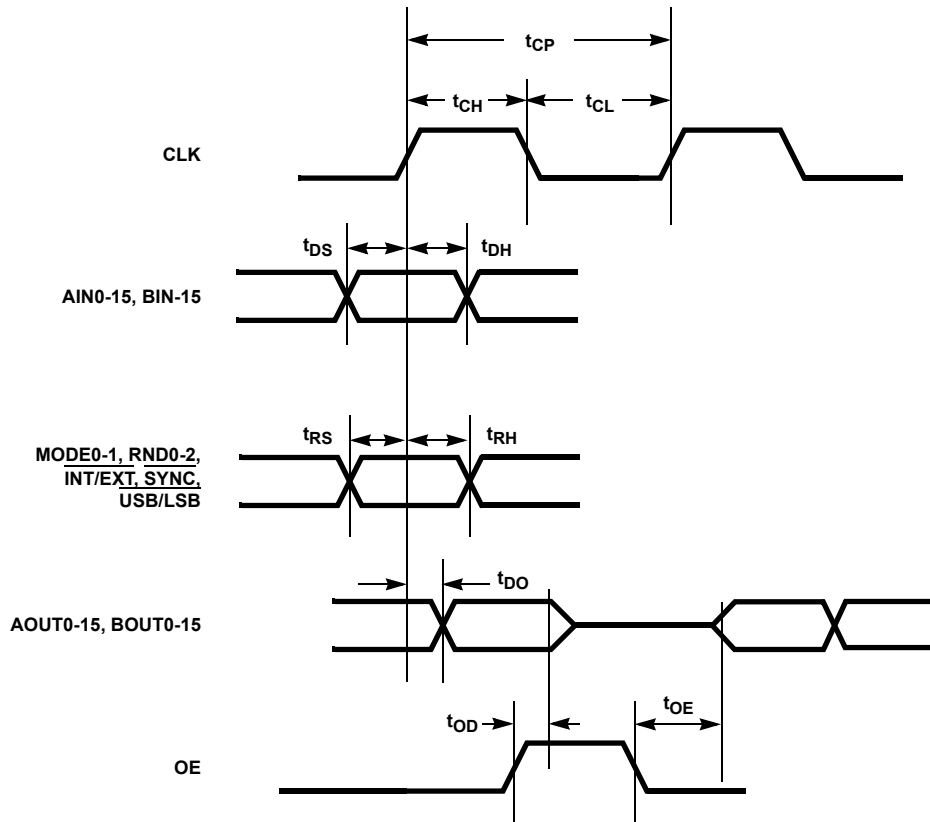 tCP
tCH
tCL
CLK
tDS
tDH
AIN0-15, BIN-15
tRS
tRH
MODE0-1, RND0-2,
INT/EXT, SYNC,
USB/LSB
tDO
AOUT0-15, BOUT0-15
tOD
tOE
OE